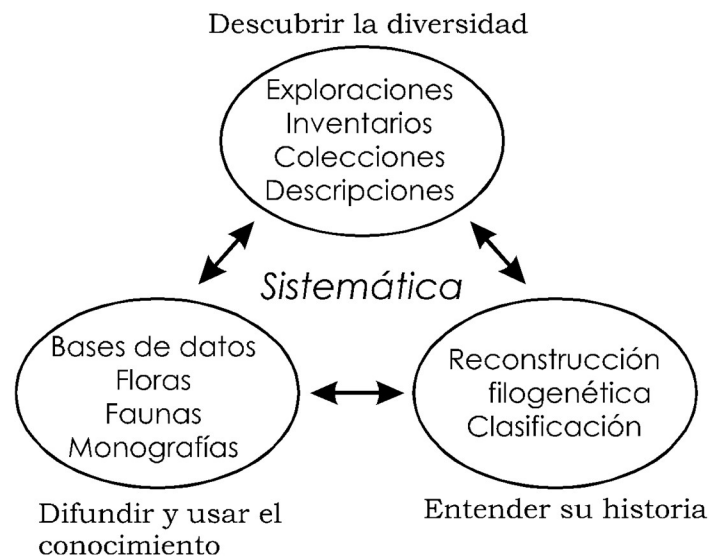 Descubrir la diversidad
Exploraciones
Inventarios
Colecciones
Descripciones
Sistemática
Bases de datos
Floras
Faunas
Monografías
Reconstrucción
filogenética
Clasificación
Difundir y usar el
conocimiento
Entender su historia